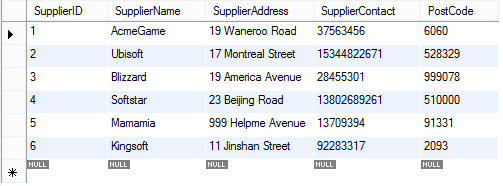 SupplierID SupplierName SupplierAddress SupplierContact PostCode
1 AcmeGame 19 Waneroo Road 37563456 6060
2 Ubisoft 17 Montreal Street 15344822671 528329
3 Blizzard 19 America Avenue 28455301 999078
4 Softstar 23 Beijing Road 13802689261 510000
5 Mamamia 999 Helpme Avenue 13709394 91331
6 Kingsoft 11 Jinshan Street 92283317 2093
NULL NULL NULL NULL NULL